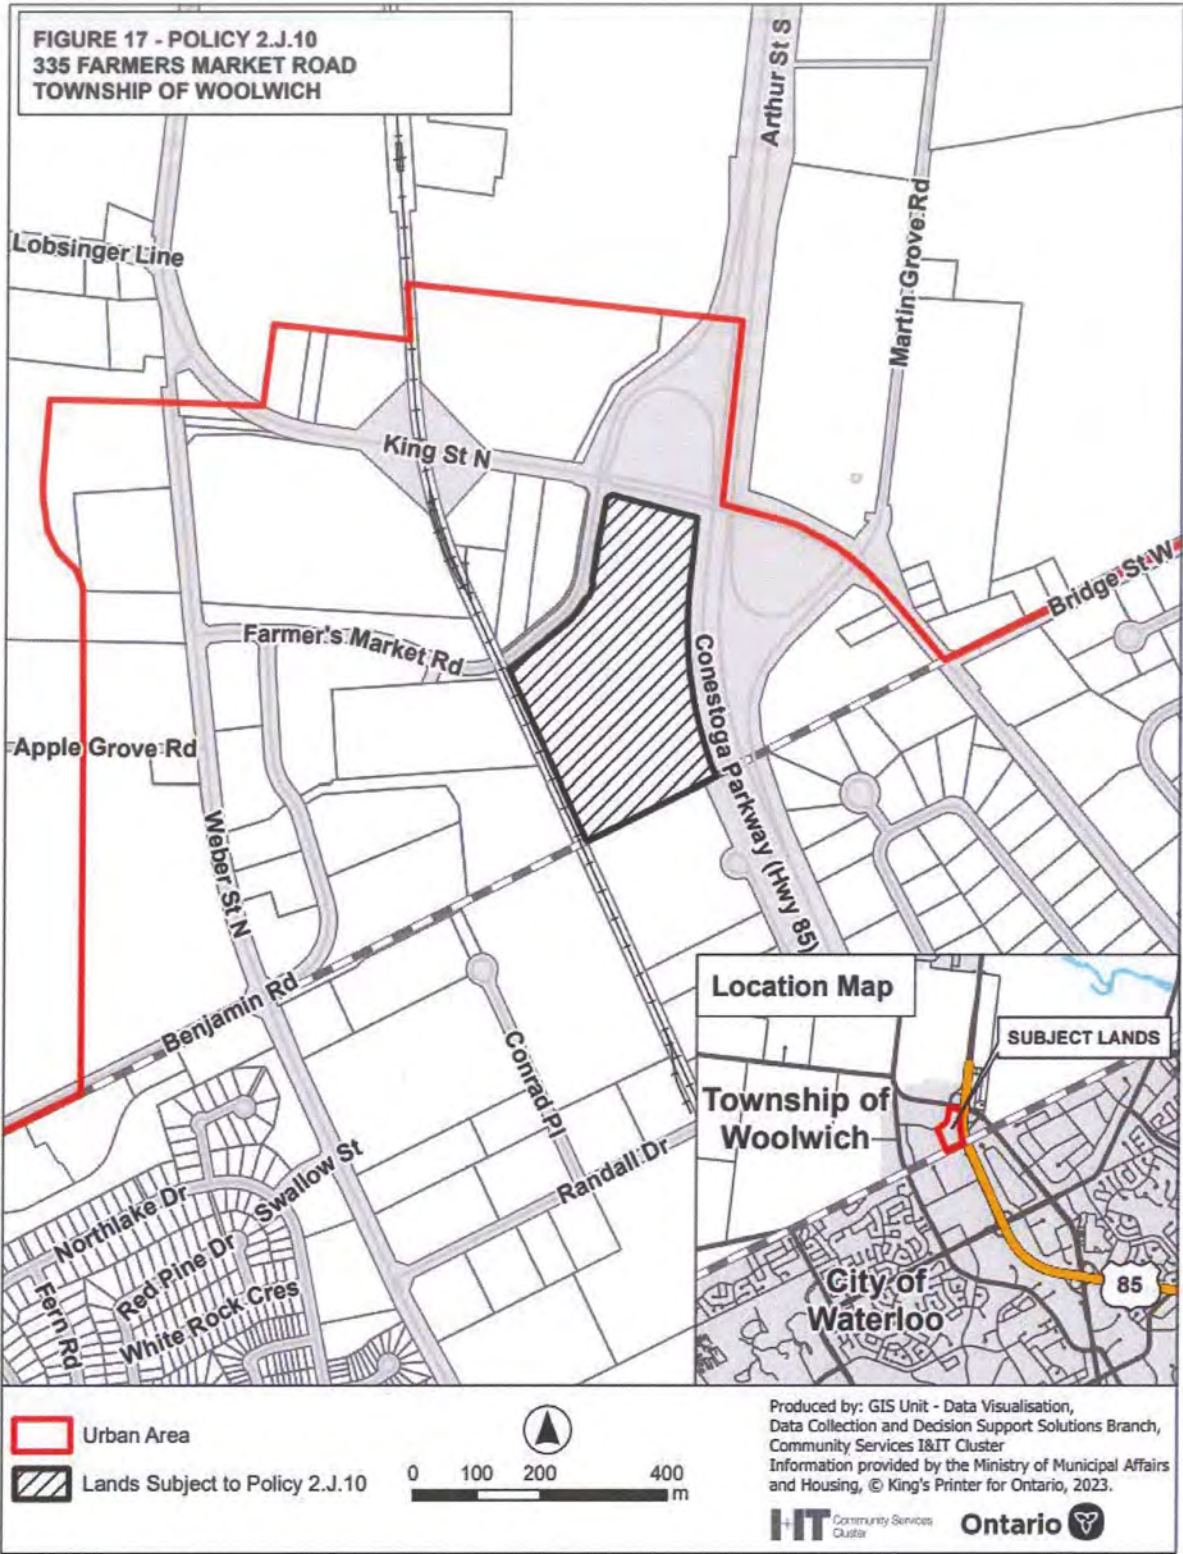 FIGURE 17 - POLICY 2.J.10
335 FARMERS MARKET ROAD
TOWNSHIP OF WOOLWICH
Arthur St S
Martin Grove Rd
Lobsinger Line
King St N
Bridge St W
Farmer's Market Rd
Conestoga Parkway (Hwy 85)
Apple Grove Rd
Weber St N
Benjamin Rd
Conrad Pl
Randall Dr
Swallow St
Northlake Dr
Red Pine Dr
Fern Rd
White Rock Cres
Location Map
SUBJECT LANDS
Township of
Woolwich
City of
Waterloo
85
Urban Area
Lands Subject to Policy 2.J.10
0 100 200 400
m
Produced by: GIS Unit - Data Visualisation,
Data Collection and Decision Support Solutions Branch,
Community Services I&IT Cluster
Information provided by the Ministry of Municipal Affairs
and Housing, © King's Printer for Ontario, 2023.
I+IT Community Services
Cluster
Ontario